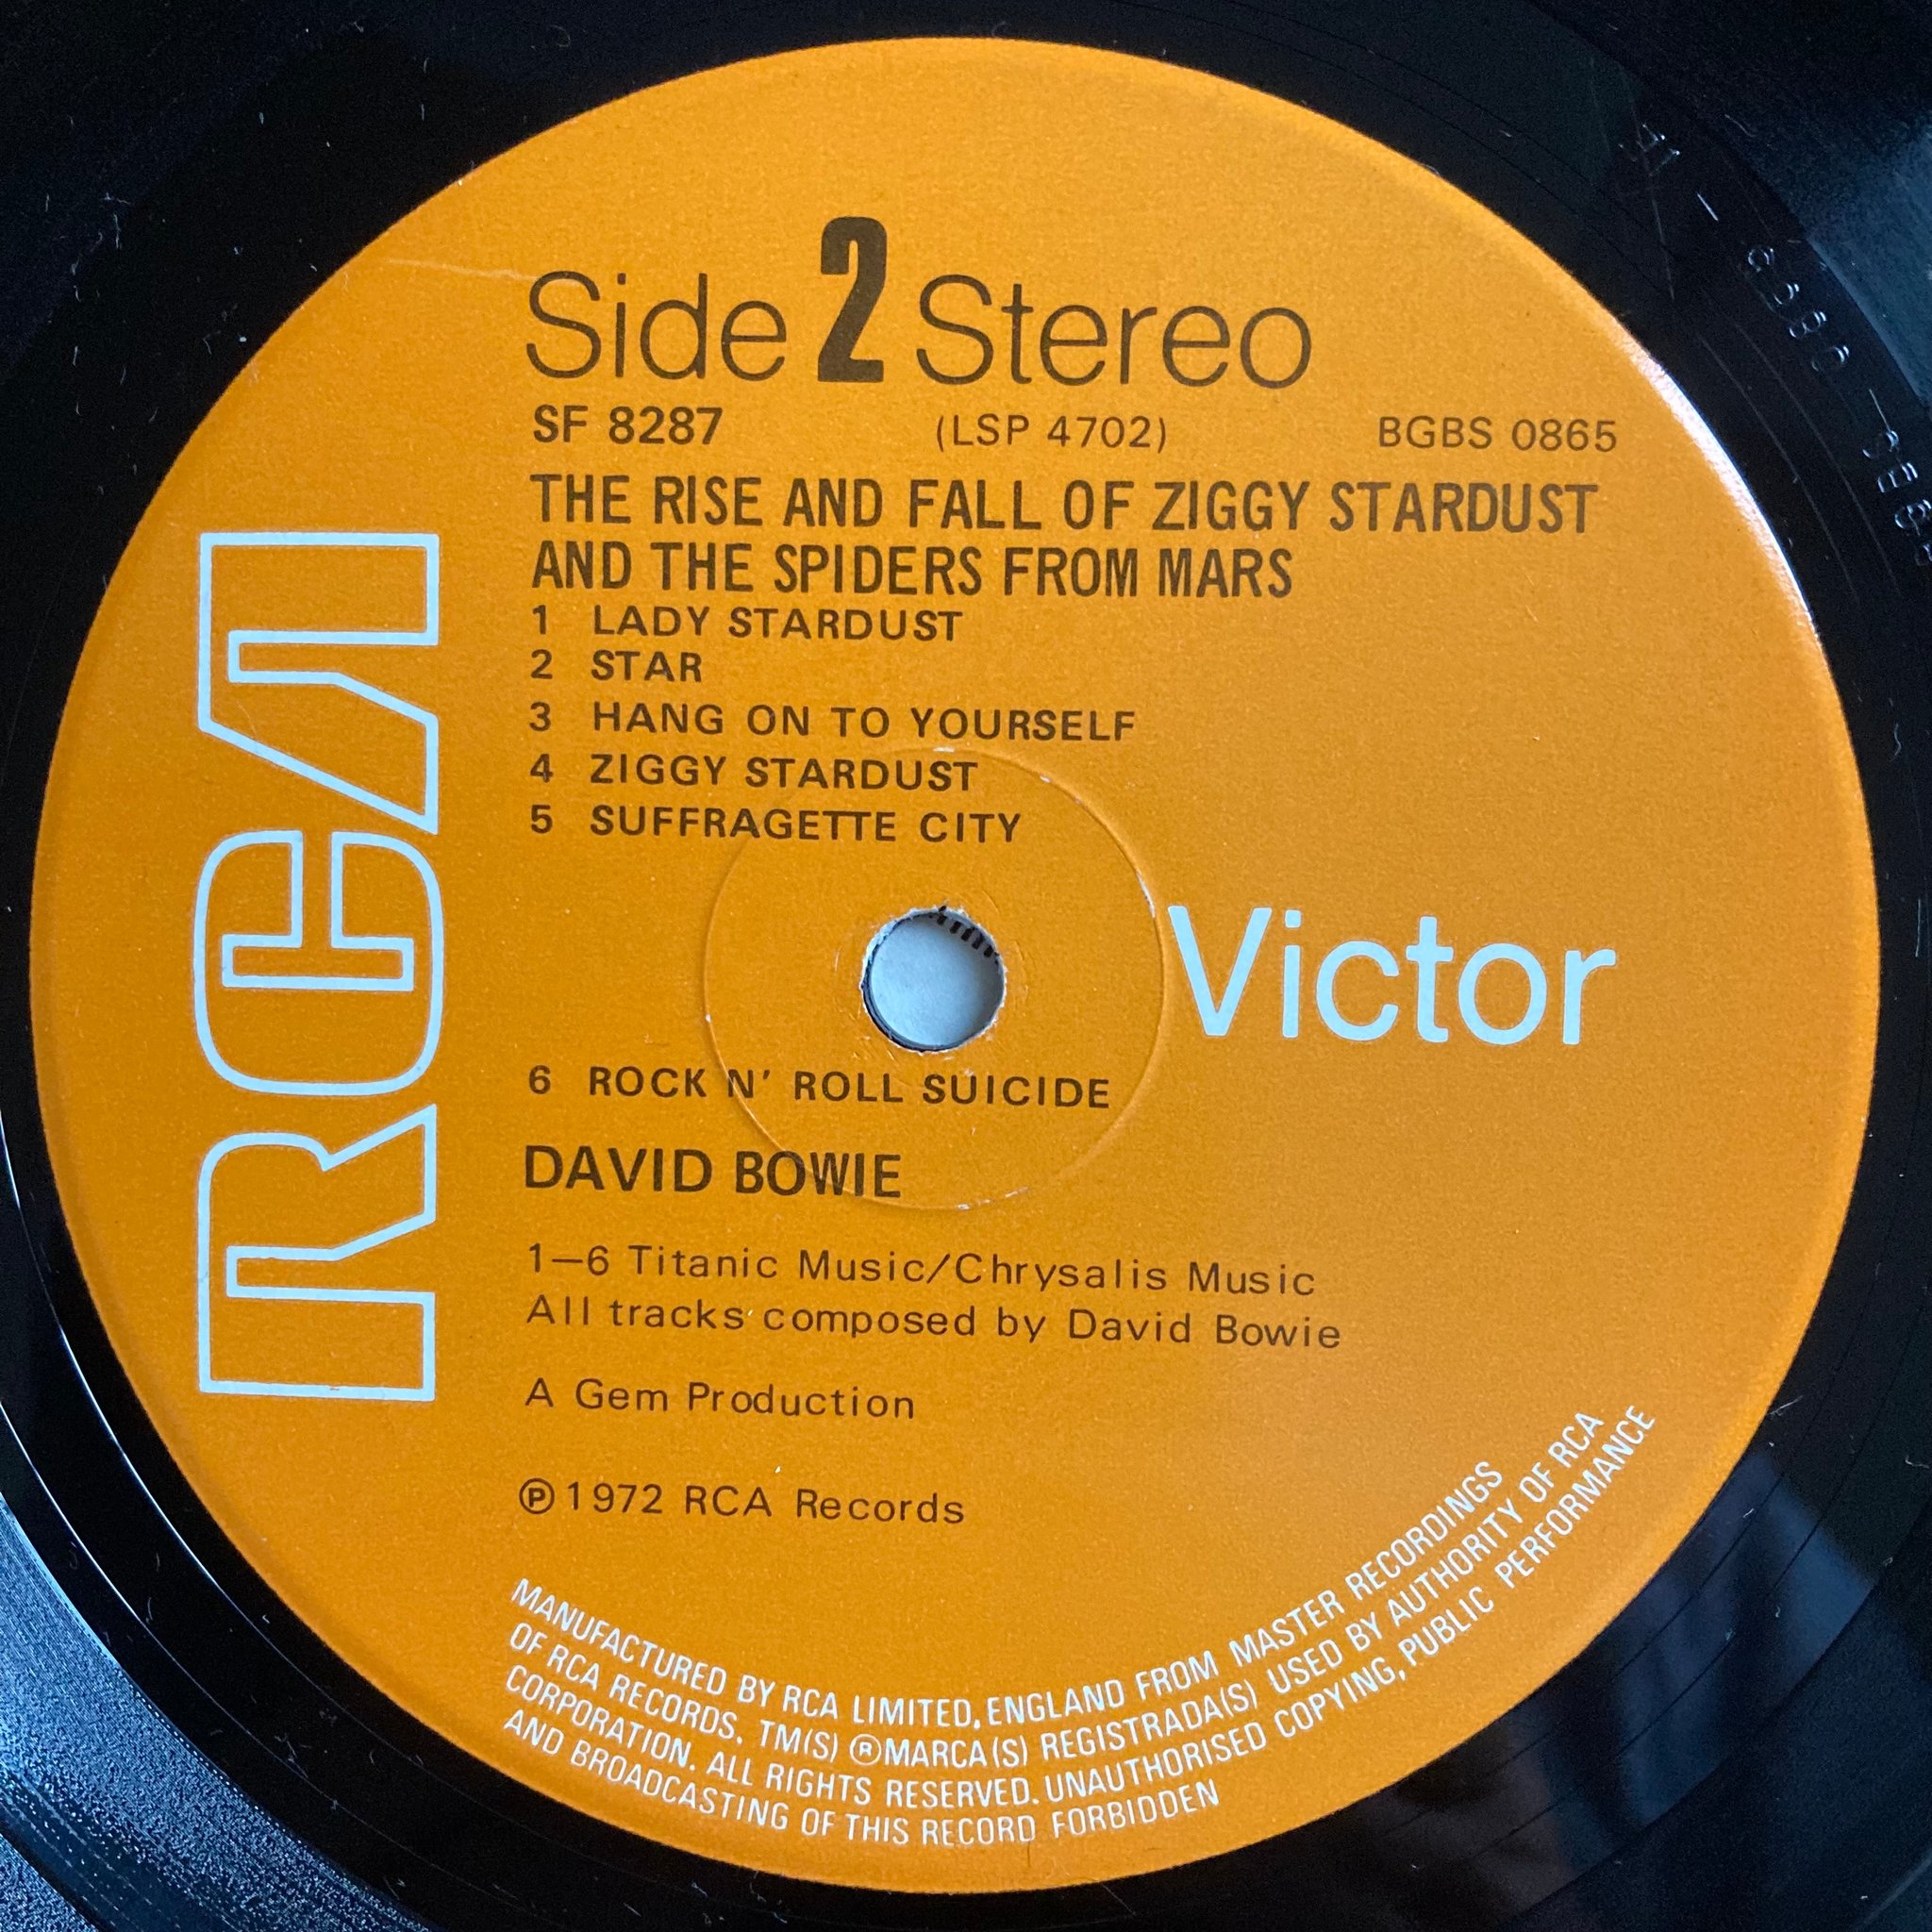 Side 2 Stereo
SF 8287 (LSP 4702) BGBS 0865
THE RISE AND FALL OF ZIGGY STARDUST
AND THE SPIDERS FROM MARS
1 LADY STARDUST
2 STAR
3 HANG ON TO YOURSELF
4 ZIGGY STARDUST
5 SUFFRAGETTE CITY
RCA
Victor
6 ROCK N' ROLL SUICIDE
DAVID BOWIE
1–6 Titanic Music/Chrysalis Music
All tracks composed by David Bowie
A Gem Production
℗ 1972 RCA Records
MANUFACTURED BY RCA LIMITED, ENGLAND FROM MASTER RECORDINGS
OF RCA RECORDS. TM(S) ® MARCA(S) REGISTRADA(S) USED BY AUTHORITY OF RCA
CORPORATION. ALL RIGHTS RESERVED. UNAUTHORISED COPYING, PUBLIC PERFORMANCE
AND BROADCASTING OF THIS RECORD FORBIDDEN